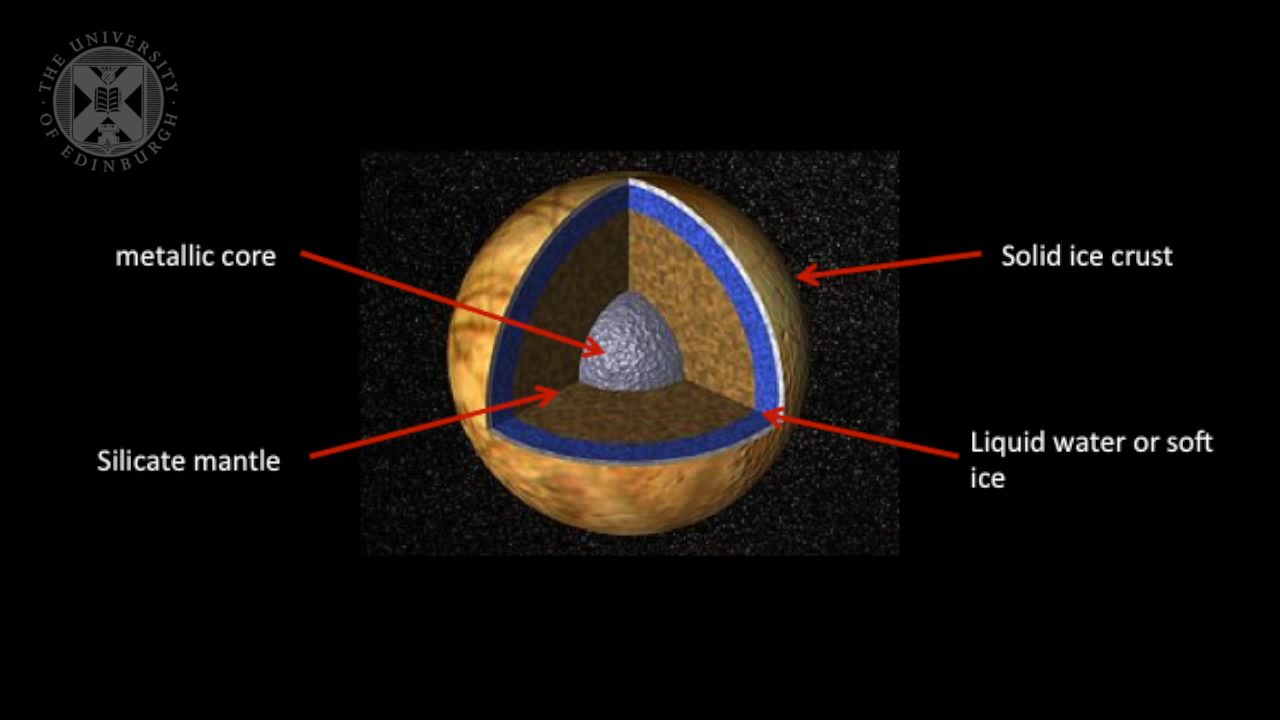 THE UNIVERSITY OF EDINBURGH
metallic core
Solid ice crust
Silicate mantle
Liquid water or soft
ice